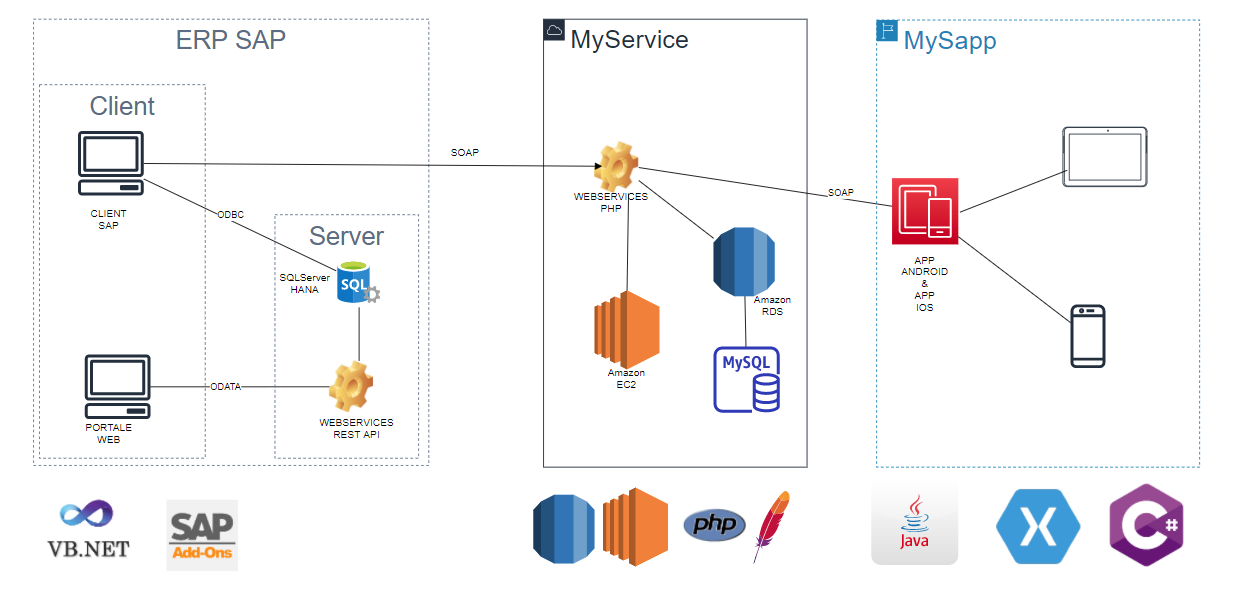 ERP SAP
Client
CLIENT
SAP
ODBC
Server
SQLServer
HANA
SQL
PORTALE
WEB
ODATA
WEBSERVICES
REST API
SOAP
MyService
WEBSERVICES
PHP
Amazon
EC2
Amazon
RDS
MySQL
SOAP
MySapp
APP
ANDROID
&
APP
IOS
VB.NET
SAP
Add-Ons
php
Java
X
C#